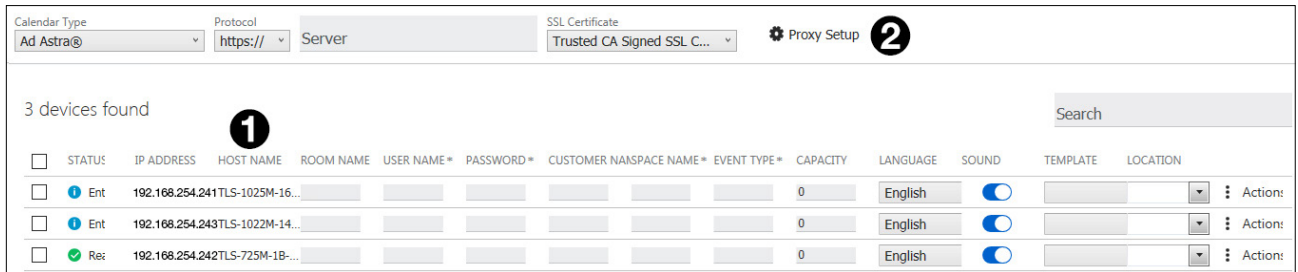 Calendar Type Protocol SSL Certificate
Ad Astra® https:// Server Trusted CA Signed SSL C... Proxy Setup 2
3 devices found Search
1
STATUS IP ADDRESS HOST NAME ROOM NAME USER NAME* PASSWORD* CUSTOMER NAN SPACE NAME* EVENT TYPE* CAPACITY LANGUAGE SOUND TEMPLATE LOCATION
Ent 192.168.254.241 TLS-1025M-16... 0 English Actions
Ent 192.168.254.243 TLS-1022M-14... 0 English Actions
Rea 192.168.254.242 TLS-725M-1B-... 0 English Actions